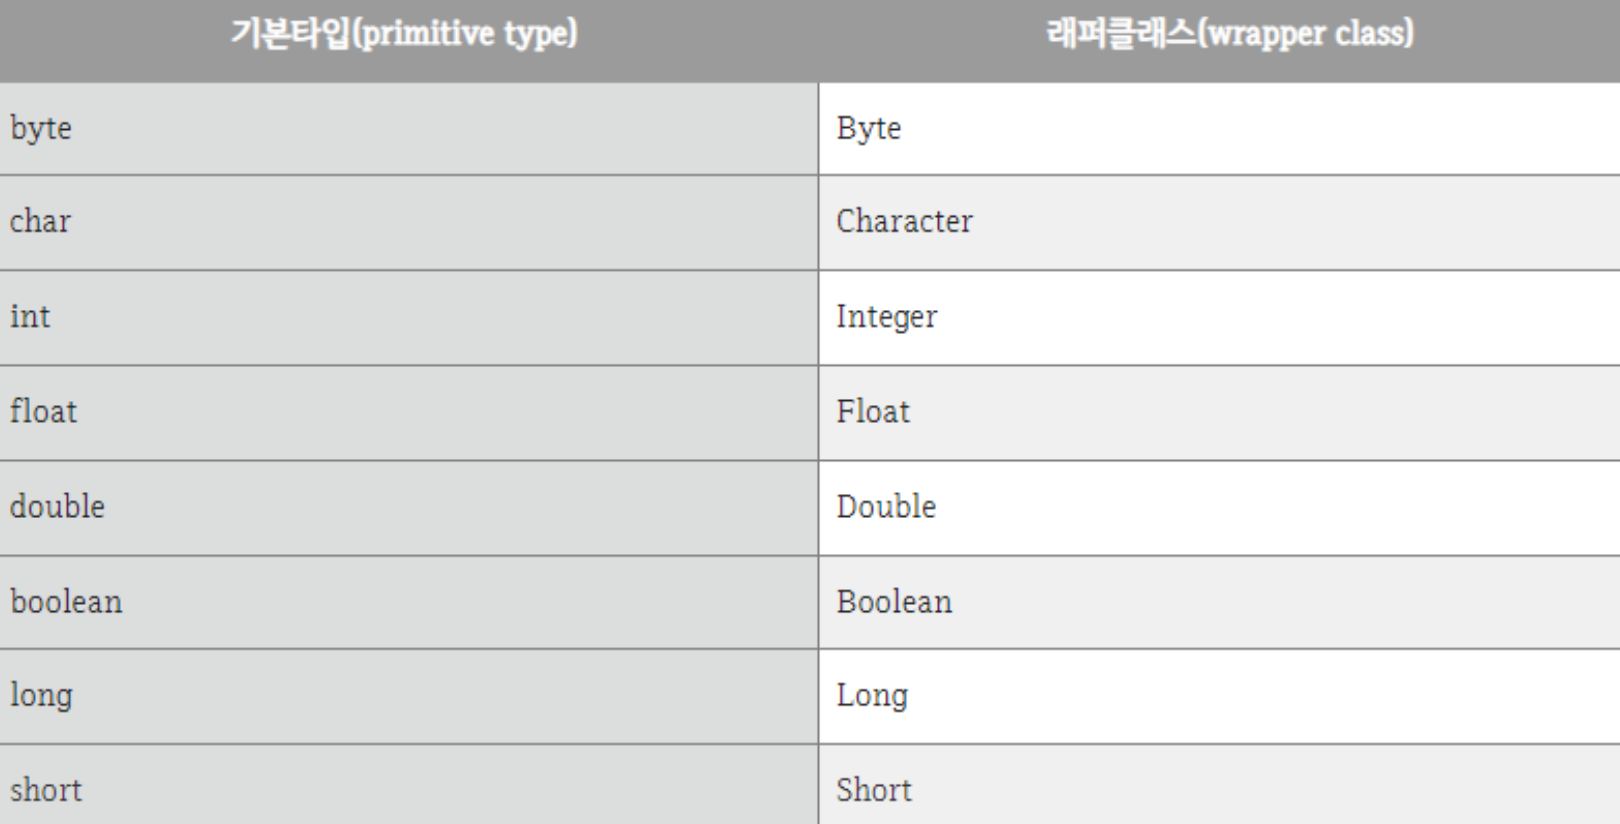 기본타입(primitive type) 래퍼클래스(wrapper class)
byte Byte
char Character
int Integer
float Float
double Double
boolean Boolean
long Long
short Short